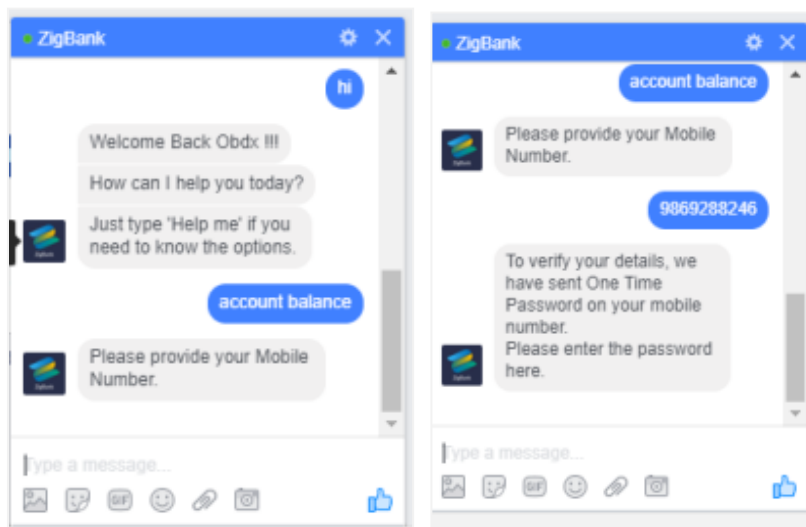 ZigBank
hi
Welcome Back Obdx !!!
How can I help you today?
Just type 'Help me' if you
need to know the options.
account balance
Please provide your Mobile
Number.
Type a message...
GIF
ZigBank
account balance
Please provide your Mobile
Number.
9869288246
To verify your details, we
have sent One Time
Password on your mobile
number.
Please enter the password
here.
Type a message...
GIF